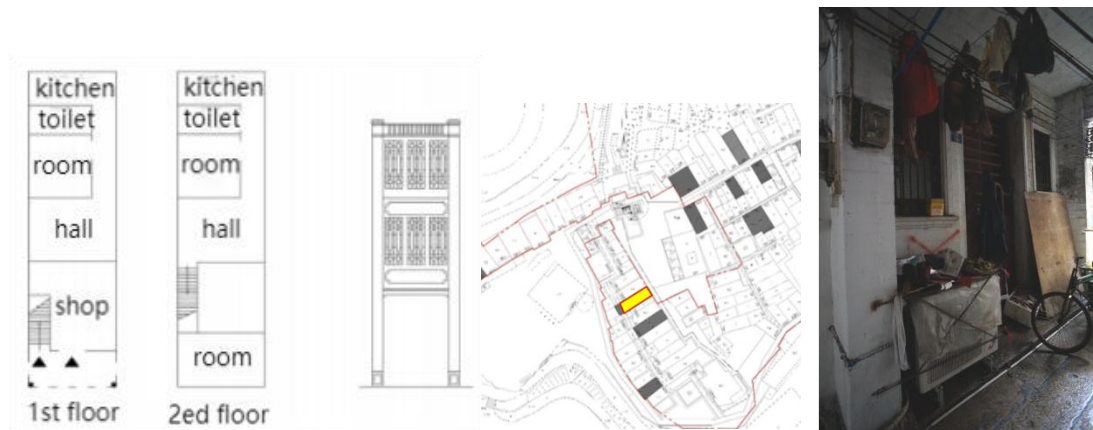 kitchen
toilet
room
hall
shop
1st floor
kitchen
toilet
room
hall
room
2ed floor